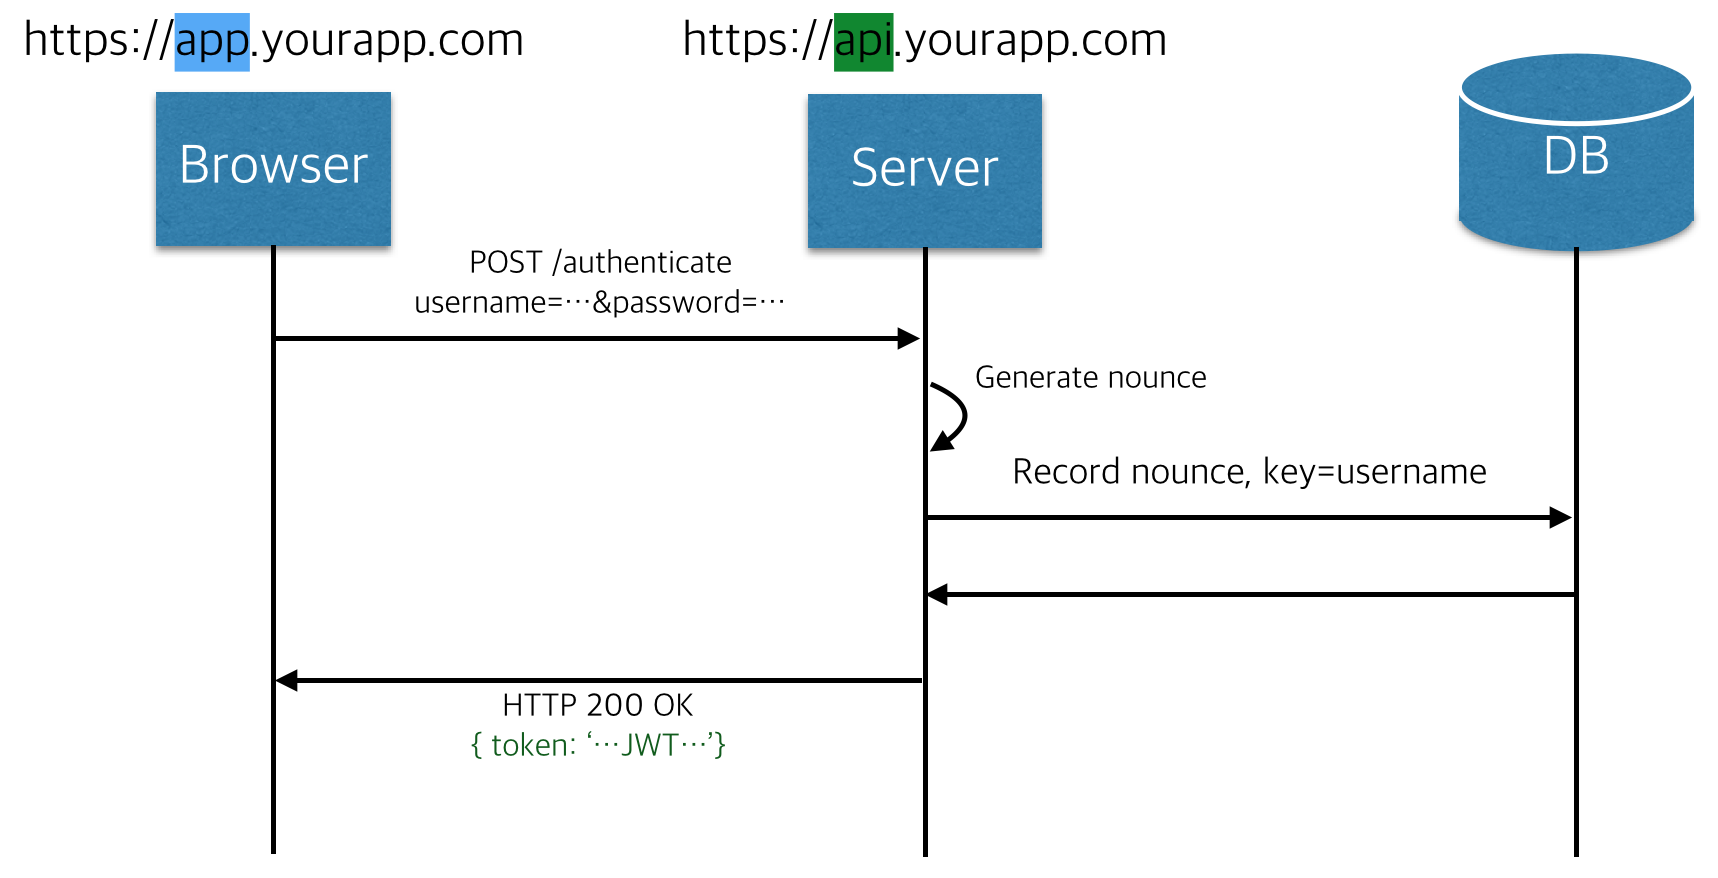 https://app.yourapp.com
https://api.yourapp.com
Browser
Server
DB
POST /authenticate
username=⋯&password=⋯
Generate nounce
Record nounce, key=username
HTTP 200 OK
{ token: ‘⋯JWT⋯’}